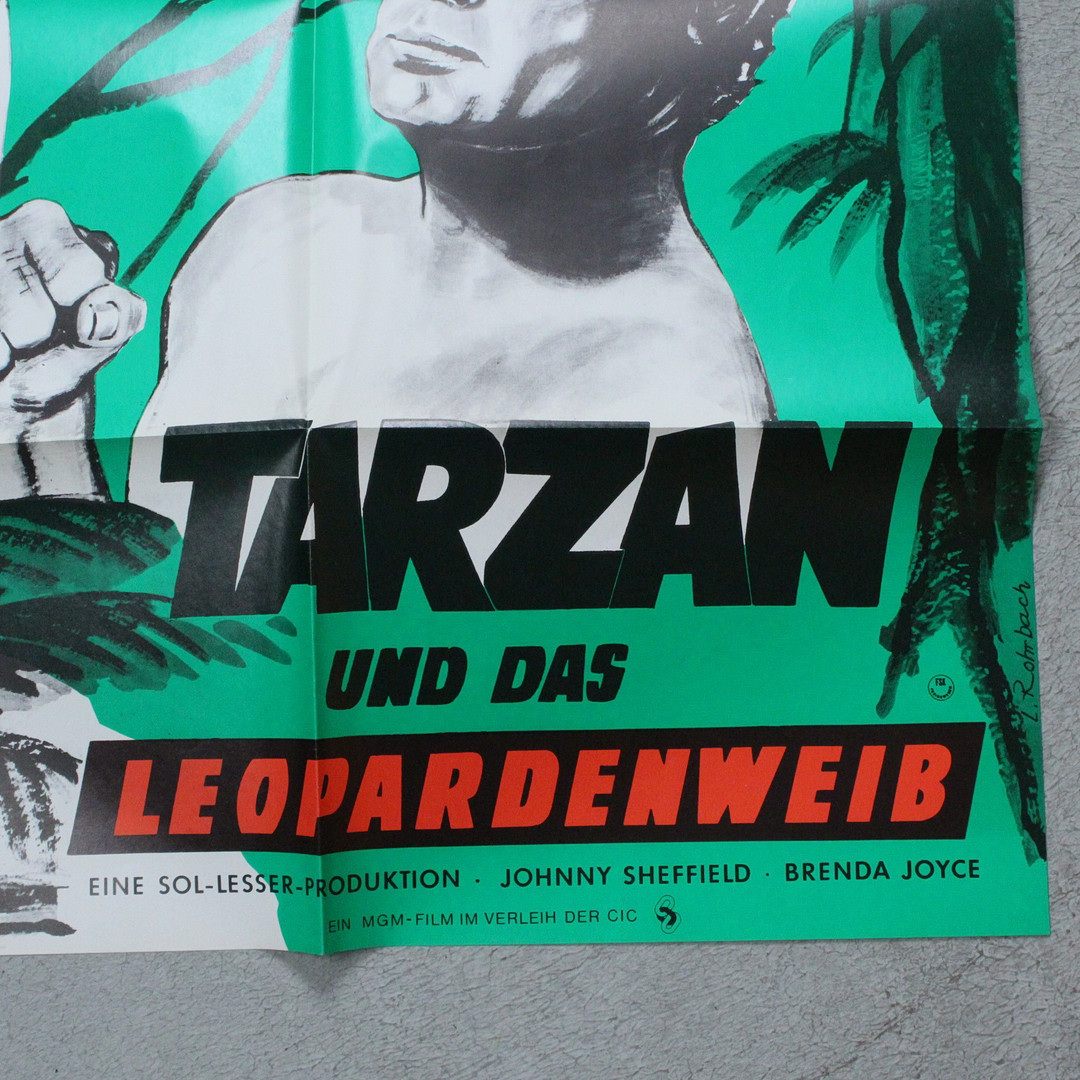 TARZAN
UND DAS
LEOPARDENWEIB
EINE SOL-LESSER-PRODUKTION · JOHNNY SHEFFIELD · BRENDA JOYCE
EIN MGM-FILM IM VERLEIH DER CIC
L. Rohrbach
FSK